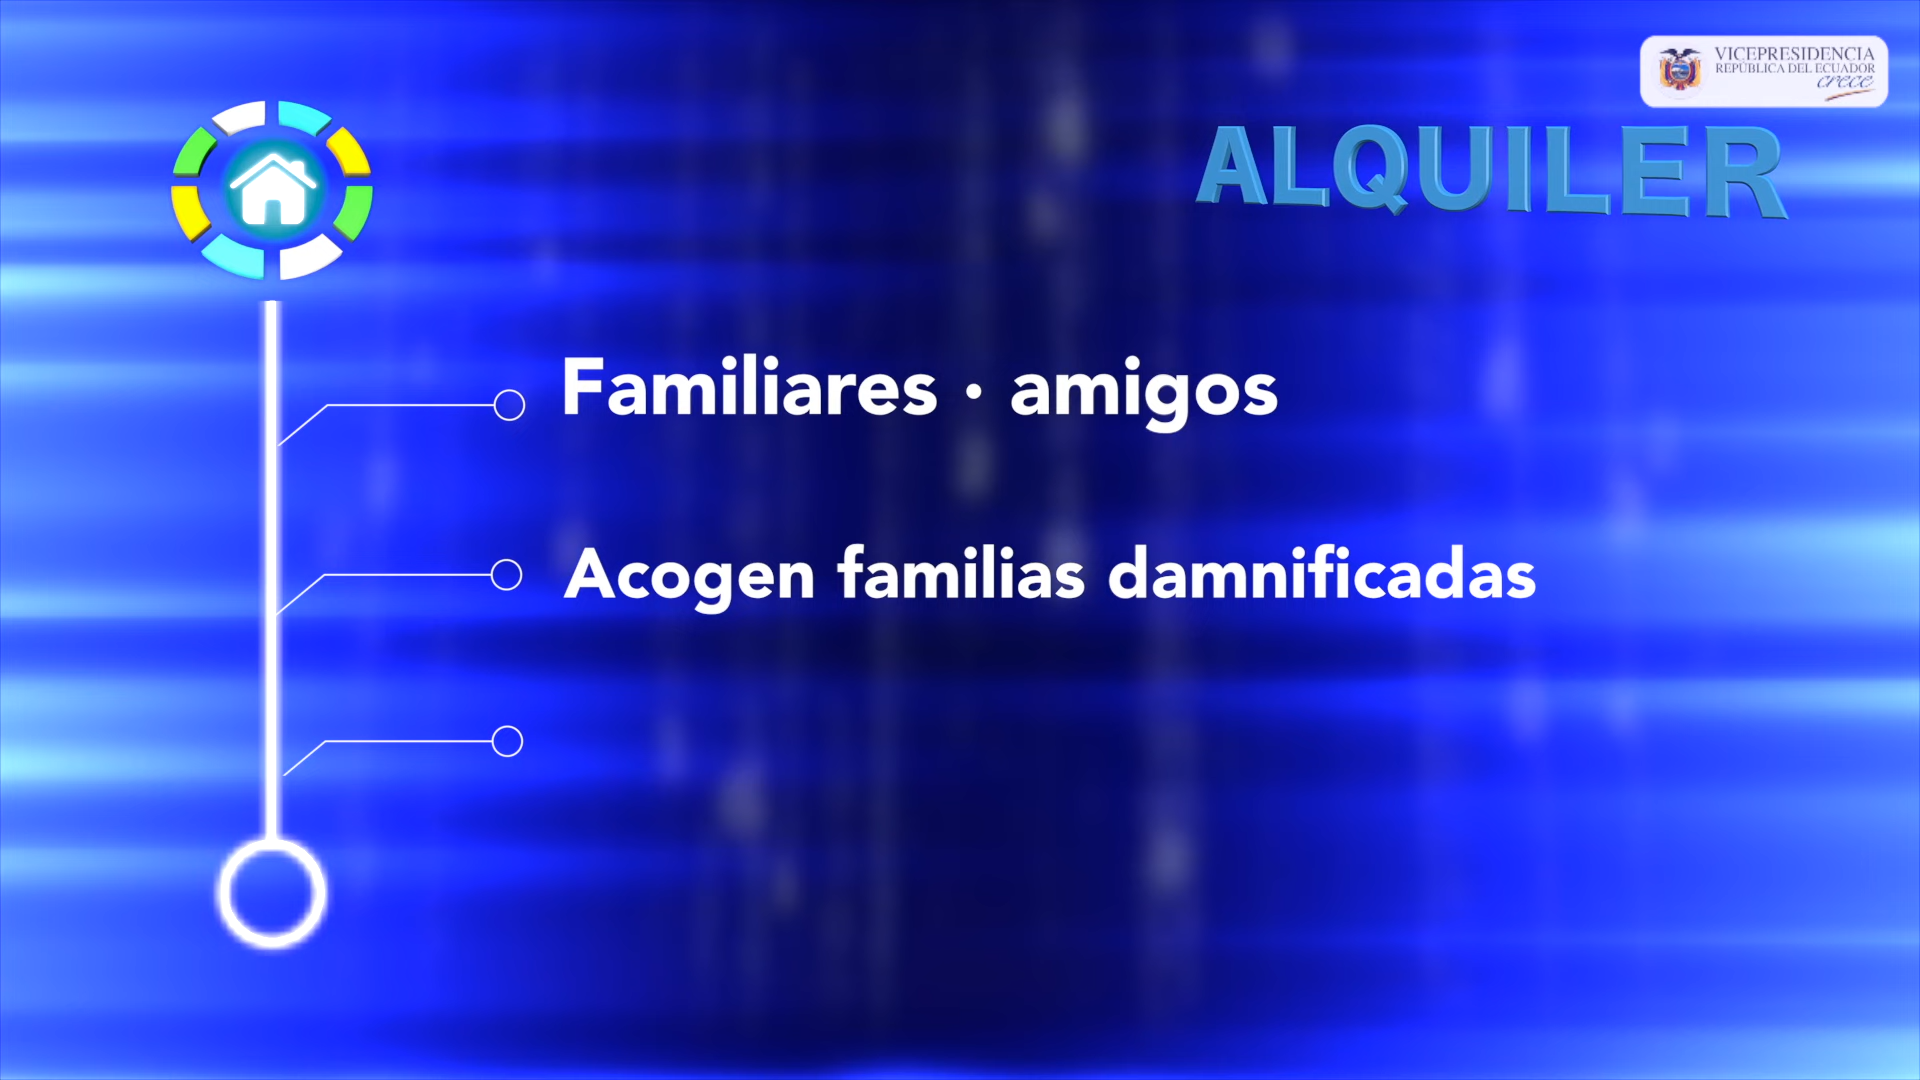 VICEPRESIDENCIA
REPÚBLICA DEL ECUADOR
crece
ALQUILER
Familiares · amigos
Acogen familias damnificadas